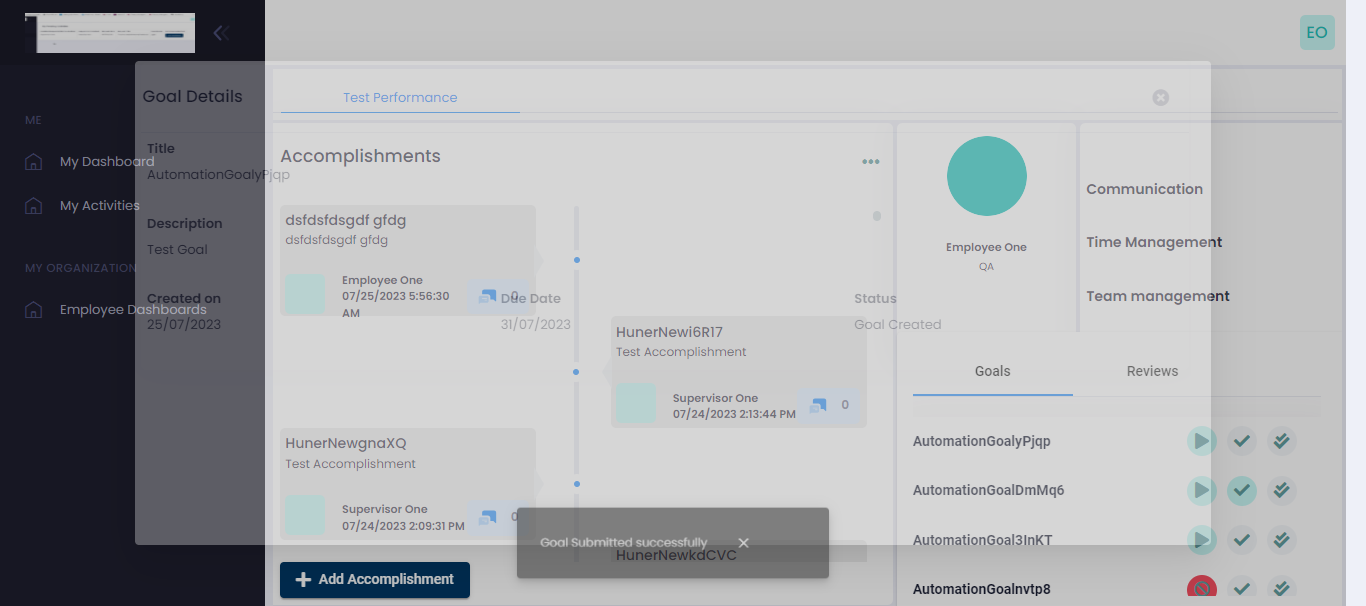 EO
Goal Details
Test Performance
ME
My Dashboard
My Activities
MY ORGANIZATION
Employee Dashboards
Title
AutomationGoalyPjqp
Description
Test Goal
Created on
25/07/2023
Due Date
31/07/2023
Status
Goal Created
Accomplishments
dsfdsfdsgdf gfdg
dsfdsfdsgdf gfdg
Employee One
07/25/2023 5:56:30
AM
0
HunerNewi6R17
Test Accomplishment
Supervisor One
07/24/2023 2:13:44 PM
0
HunerNewgnaXQ
Test Accomplishment
Supervisor One
07/24/2023 2:09:31 PM
0
HunerNewkdCVC
Goal Submitted successfully
Add Accomplishment
Employee One
QA
Communication
Time Management
Team management
Goals
Reviews
AutomationGoalyPjqp
AutomationGoalDmMq6
AutomationGoal3InKT
AutomationGoalnvtp8